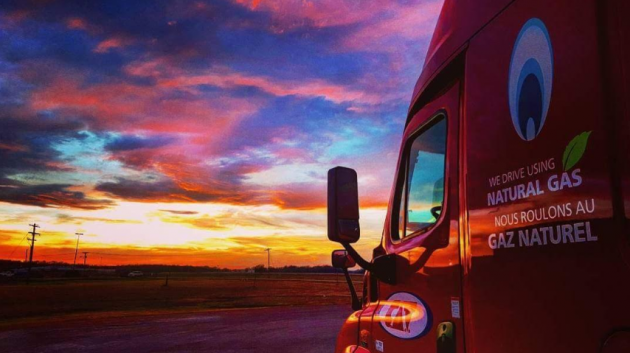 WE DRIVE USING
NATURAL GAS
NOUS ROULONS AU
GAZ NATUREL